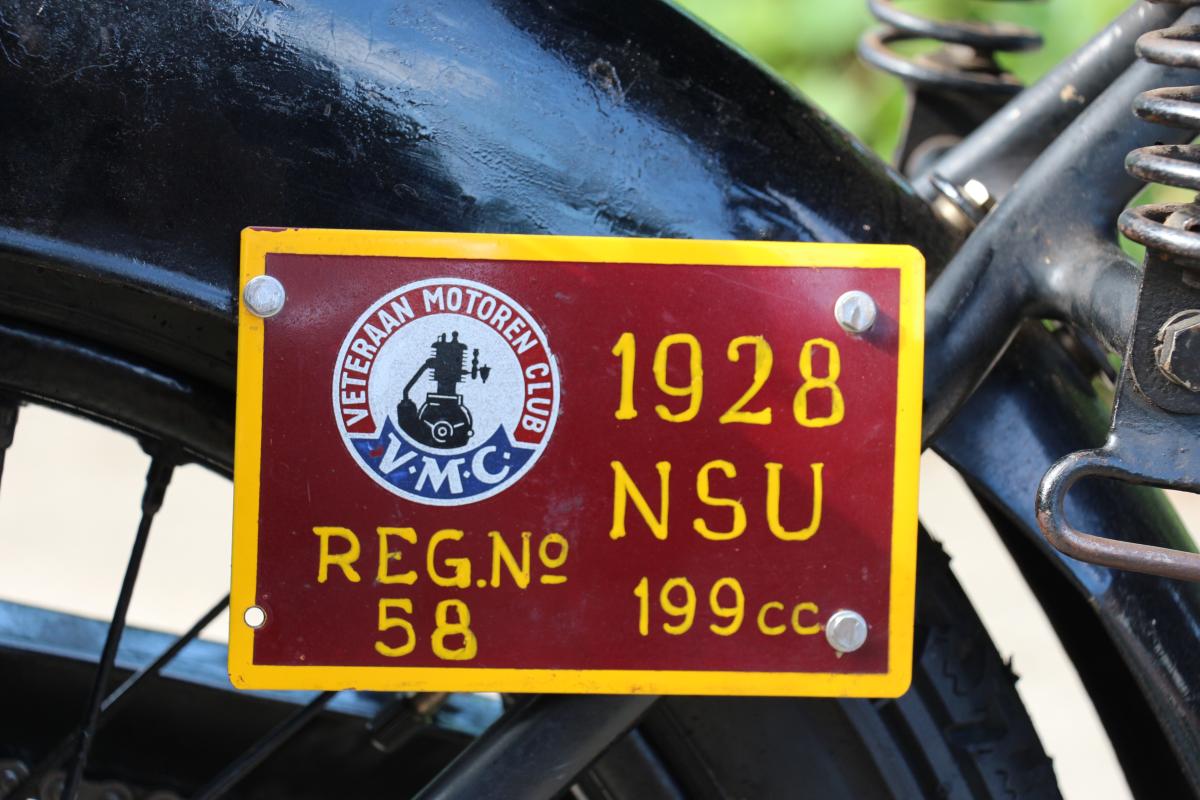 VETERAAN MOTOREN CLUB
V·M·C·
REG.Nº
58
1928
NSU
199cc